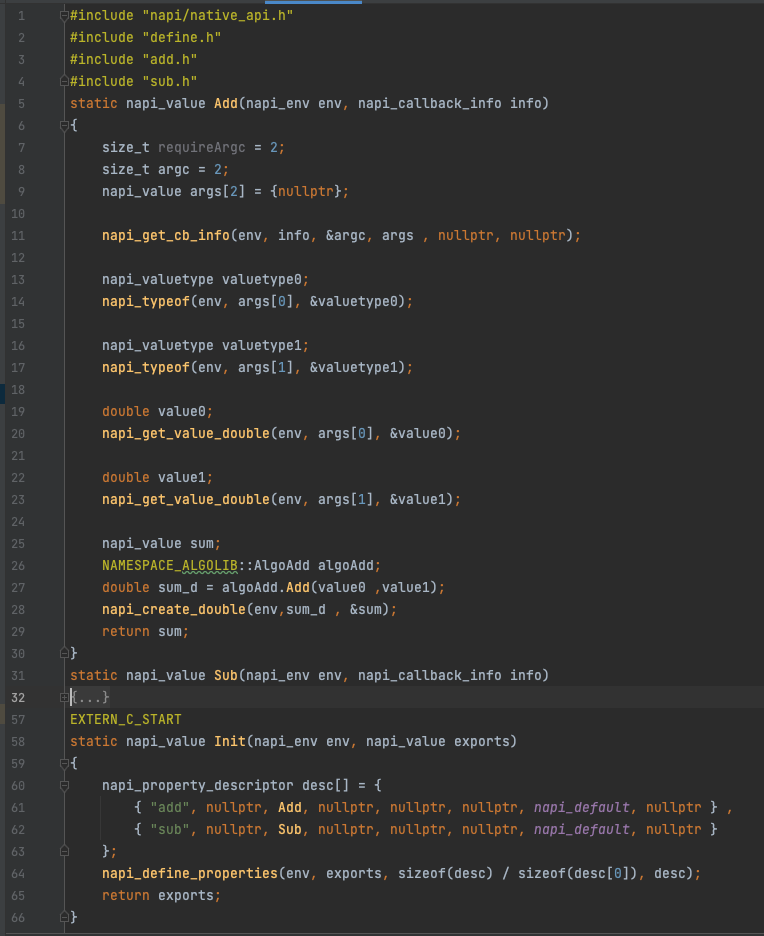 1 #include "napi/native_api.h"
2 #include "define.h"
3 #include "add.h"
4 #include "sub.h"
5 static napi_value Add(napi_env env, napi_callback_info info)
6 {
7     size_t requireArgc = 2;
8     size_t argc = 2;
9     napi_value args[2] = {nullptr};
10
11     napi_get_cb_info(env, info, &argc, args , nullptr, nullptr);
12
13     napi_valuetype valuetype0;
14     napi_typeof(env, args[0], &valuetype0);
15
16     napi_valuetype valuetype1;
17     napi_typeof(env, args[1], &valuetype1);
18
19     double value0;
20     napi_get_value_double(env, args[0], &value0);
21
22     double value1;
23     napi_get_value_double(env, args[1], &value1);
24
25     napi_value sum;
26     NAMESPACE_ALGOLIB::AlgoAdd algoAdd;
27     double sum_d = algoAdd.Add(value0 ,value1);
28     napi_create_double(env,sum_d , &sum);
29     return sum;
30 }
31 static napi_value Sub(napi_env env, napi_callback_info info)
32 {...}
57 EXTERN_C_START
58 static napi_value Init(napi_env env, napi_value exports)
59 {
60     napi_property_descriptor desc[] = {
61         { "add", nullptr, Add, nullptr, nullptr, nullptr, napi_default, nullptr } ,
62         { "sub", nullptr, Sub, nullptr, nullptr, nullptr, napi_default, nullptr }
63     };
64     napi_define_properties(env, exports, sizeof(desc) / sizeof(desc[0]), desc);
65     return exports;
66 }